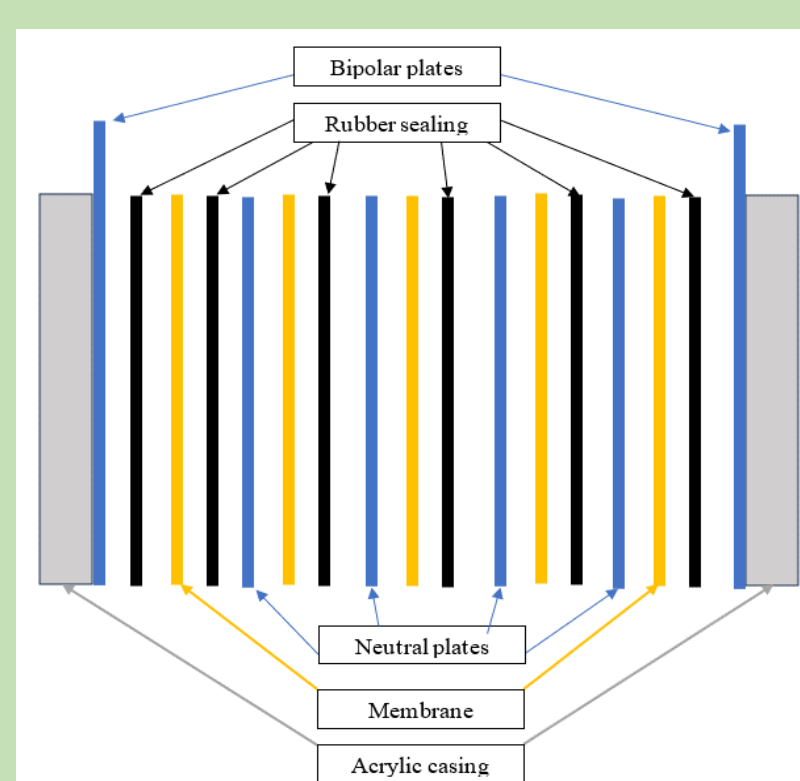 Bipolar plates
Rubber sealing
Neutral plates
Membrane
Acrylic casing